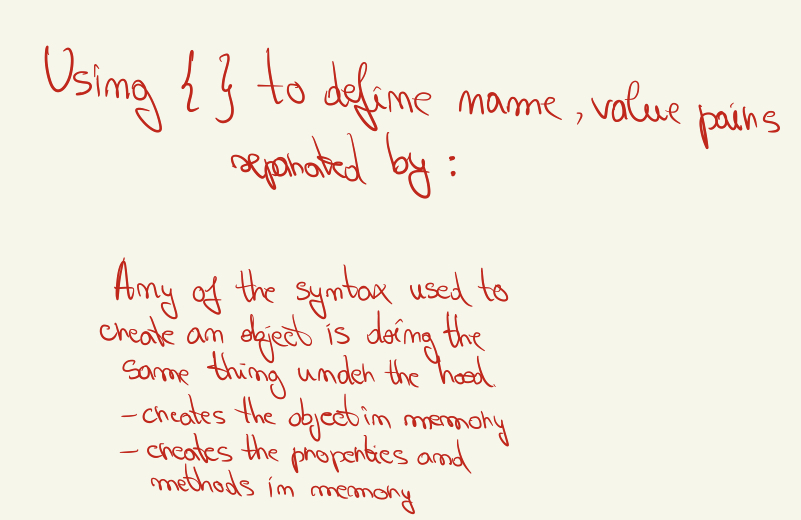 Using { } to define name, value pairs
separated by :
Any of the syntax used to
create an object is doing the
same thing under the hood
- creates the object in memory
- creates the properties and
methods in memory